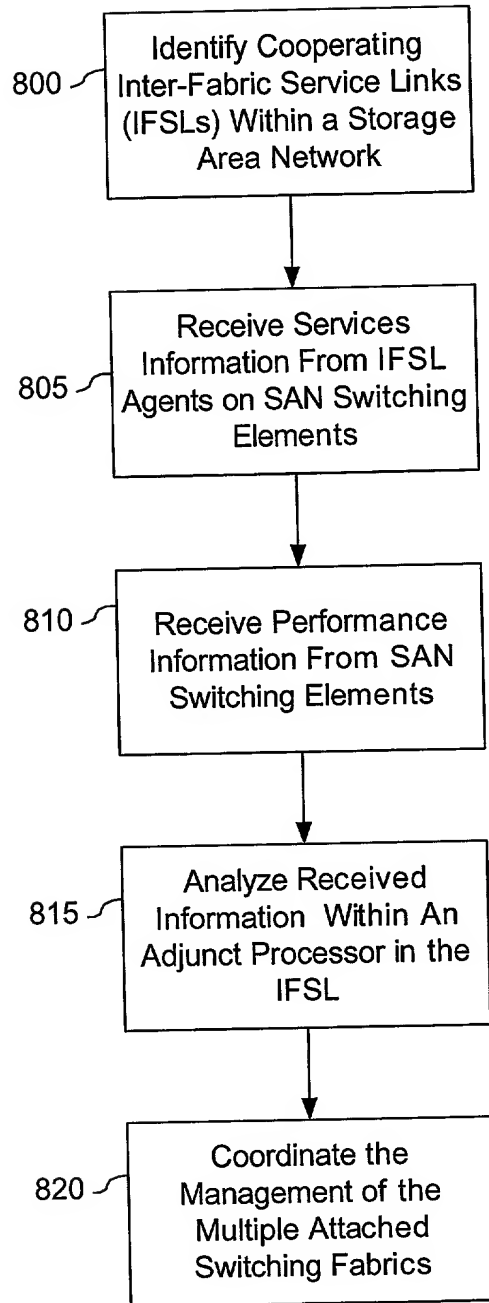 800
Identify Cooperating
Inter-Fabric Service Links
(IFSLs) Within a Storage
Area Network
805
Receive Services
Information From IFSL
Agents on SAN Switching
Elements
810
Receive Performance
Information From SAN
Switching Elements
815
Analyze Received
Information Within An
Adjunct Processor in the
IFSL
820
Coordinate the
Management of the
Multiple Attached
Switching Fabrics